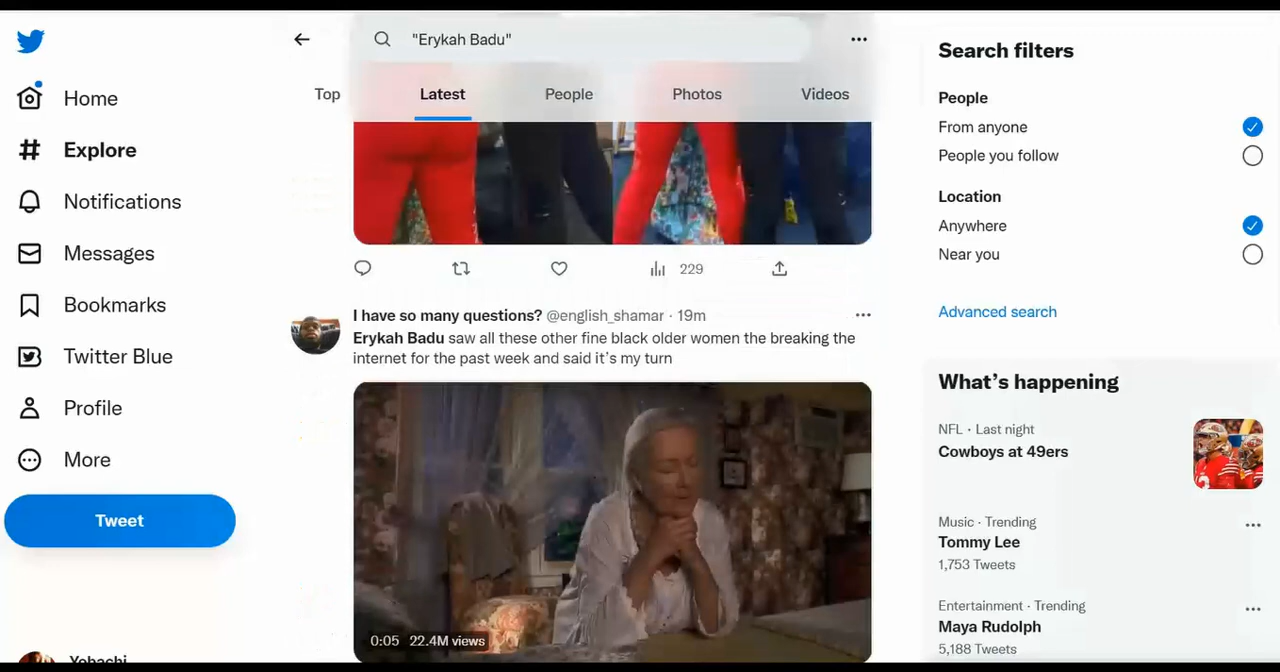 "Erykah Badu"
Top
Latest
People
Photos
Videos
Home
Explore
Notifications
Messages
Bookmarks
Twitter Blue
Profile
More
Tweet
Yobachi
229
I have so many questions? @english_shamar · 19m
Erykah Badu saw all these other fine black older women the breaking the
internet for the past week and said it's my turn
0:05 22.4M views
Search filters
People
From anyone
People you follow
Location
Anywhere
Near you
Advanced search
What's happening
NFL · Last night
Cowboys at 49ers
Music · Trending
Tommy Lee
1,753 Tweets
Entertainment · Trending
Maya Rudolph
5,188 Tweets